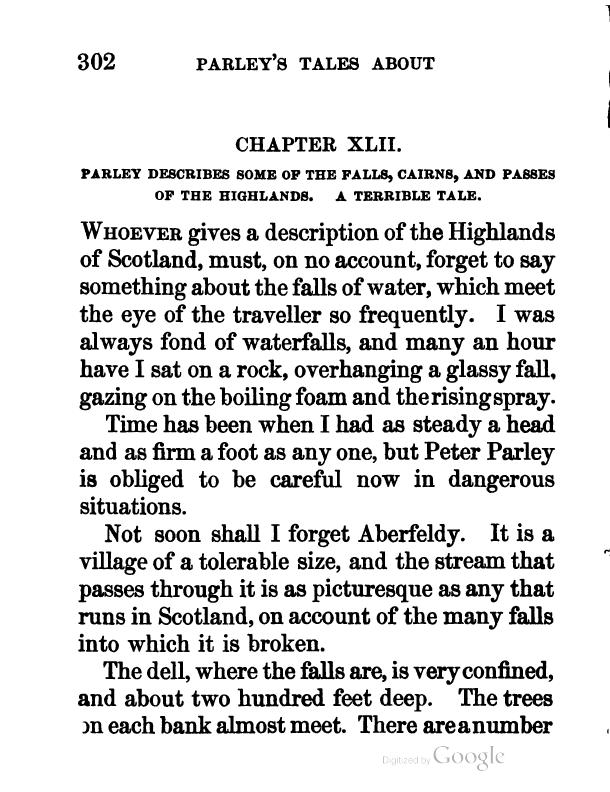 302 PARLEY'S TALES ABOUT
CHAPTER XLII.
PARLEY DESCRIBES SOME OF THE FALLS, CAIRNS, AND PASSES
OF THE HIGHLANDS. A TERRIBLE TALE.
WHOEVER gives a description of the Highlands
of Scotland, must, on no account, forget to say
something about the falls of water, which meet
the eye of the traveller so frequently. I was
always fond of waterfalls, and many an hour
have I sat on a rock, overhanging a glassy fall,
gazing on the boiling foam and the rising spray.
Time has been when I had as steady a head
and as firm a foot as any one, but Peter Parley
is obliged to be careful now in dangerous
situations.
Not soon shall I forget Aberfeldy. It is a
village of a tolerable size, and the stream that
passes through it is as picturesque as any that
runs in Scotland, on account of the many falls
into which it is broken.
The dell, where the falls are, is very confined,
and about two hundred feet deep. The trees
on each bank almost meet. There are a number
Digitized by Google